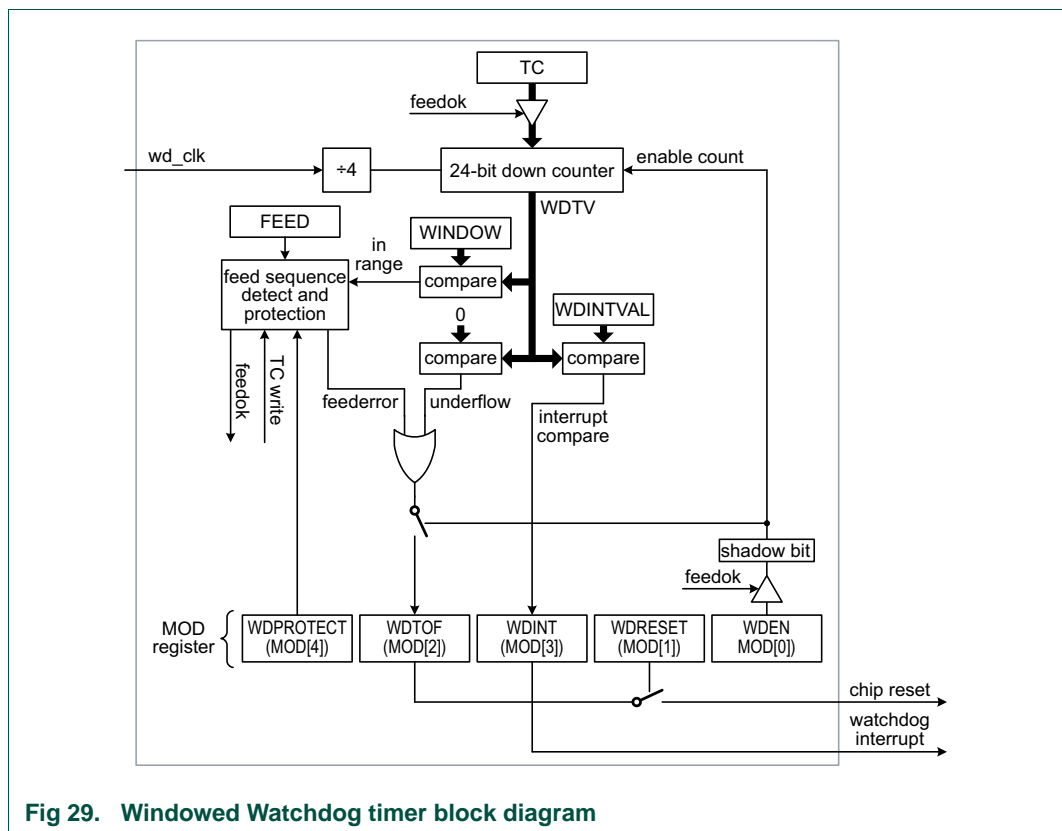 TC
feedok
wd_clk
÷4
24-bit down counter
enable count
WDTV
FEED
WINDOW
in
range
feed sequence
detect and
protection
compare
0
WDINTVAL
compare
compare
feedok
TC write
feederror
underflow
interrupt
compare
shadow bit
feedok
MOD
register
WDPROTECT
(MOD[4])
WDTOF
(MOD[2])
WDINT
(MOD[3])
WDRESET
(MOD[1])
WDEN
MOD[0])
chip reset
watchdog
interrupt
Fig 29. Windowed Watchdog timer block diagram